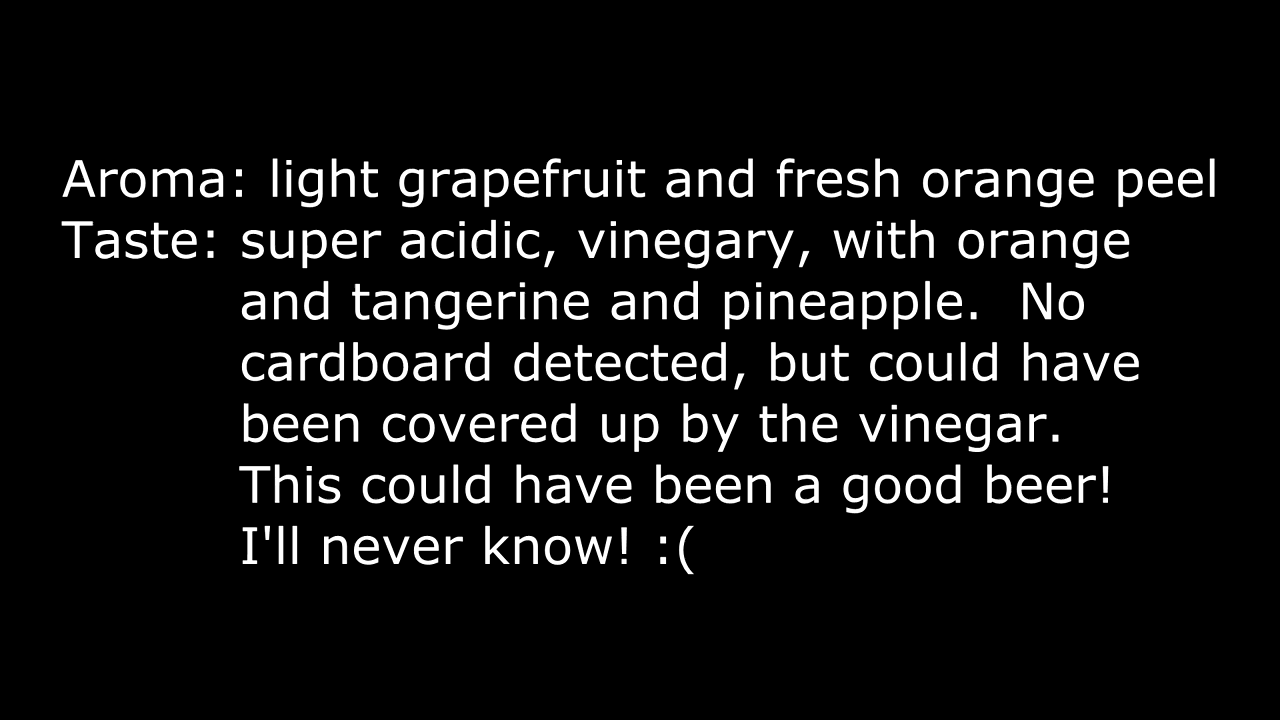 Aroma: light grapefruit and fresh orange peel
Taste: super acidic, vinegary, with orange
and tangerine and pineapple.  No
cardboard detected, but could have
been covered up by the vinegar.
This could have been a good beer!
I'll never know! :(